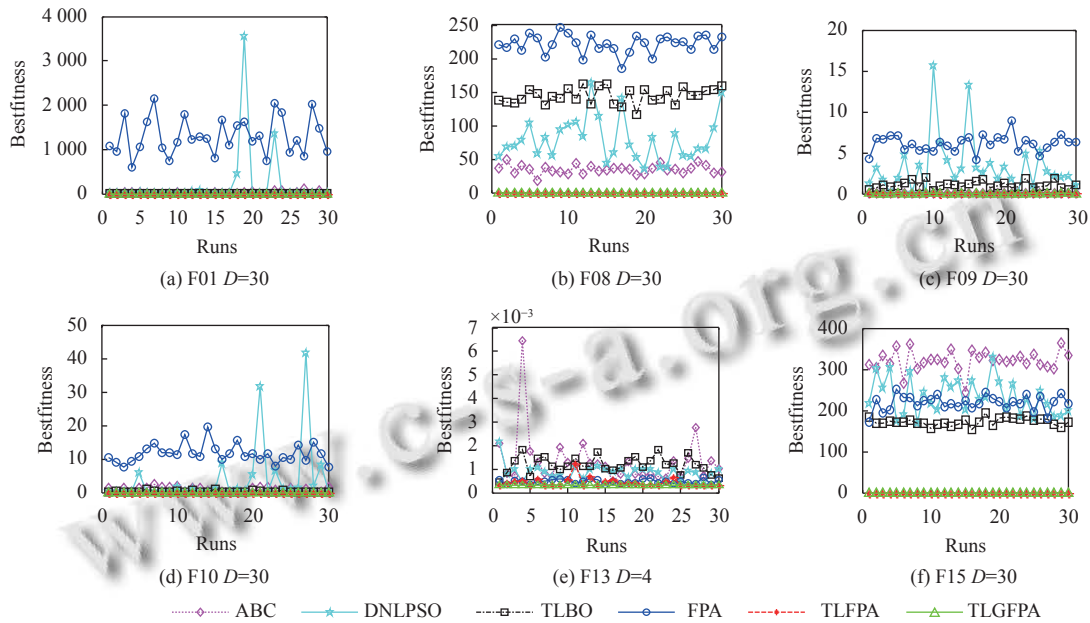 4 000
3 000
2 000
1 000
0
Bestfitness
0 5 10 15 20 25 30
Runs
(a) F01 D=30
250
200
150
100
50
0
Bestfitness
0 10 20 30
Runs
(b) F08 D=30
20
15
10
5
0
Bestfitness
0 10 20 30
Runs
(c) F09 D=30
50
40
30
20
10
0
Bestfitness
0 10 20 30
Runs
(d) F10 D=30
×10⁻³
7
6
5
4
3
2
1
0
Bestfitness
0 5 10 15 20 25 30
Runs
(e) F13 D=4
400
300
200
100
0
Bestfitness
0 10 20 30
Runs
(f) F15 D=30
ABC DNLPSO TLBO FPA TLFPA TLGFPA
www.c-s-a.org.cn